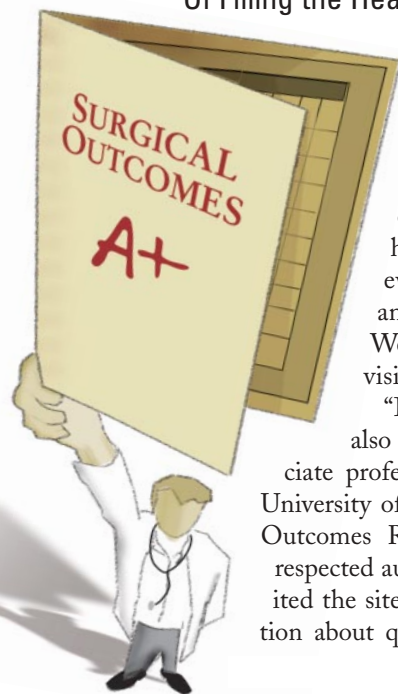 Of Filling the Hea
SURGICAL
OUTCOMES
A+
h
ev
an
We
visi
“I
also
ciate profe
University of
Outcomes R
respected au
ited the site
tion about q